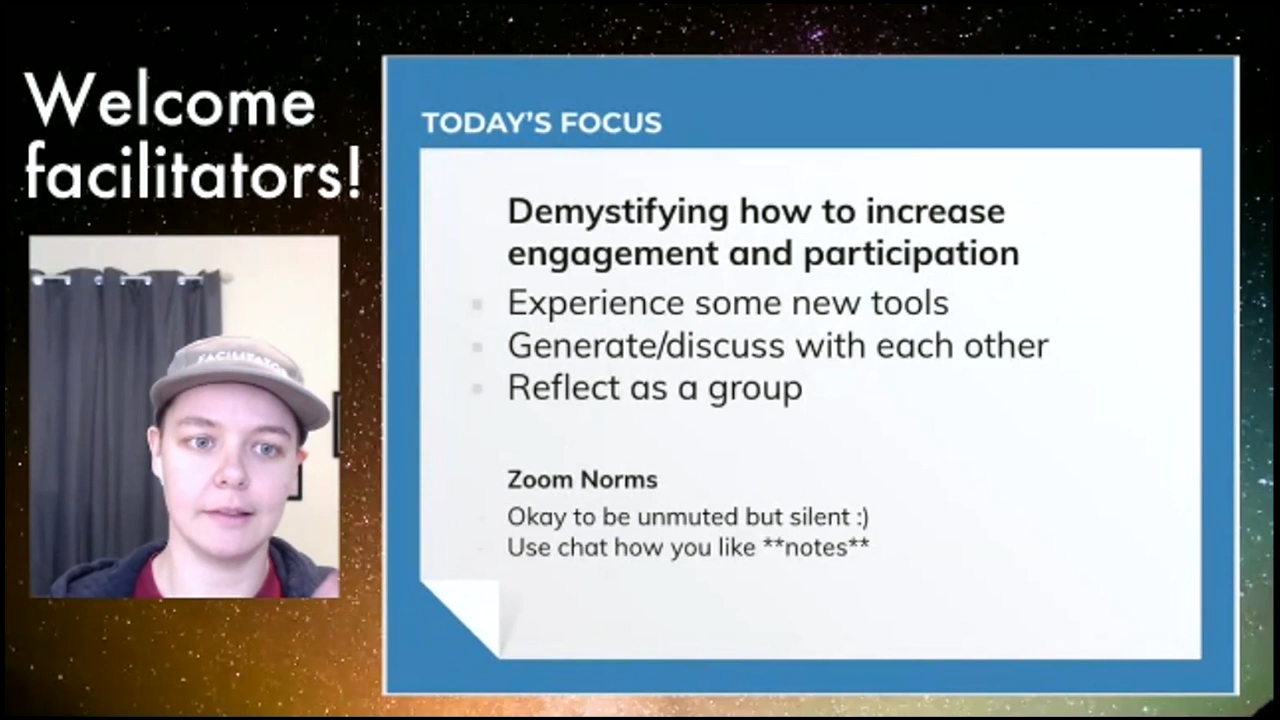 Welcome
facilitators!
FACILITATOR
TODAY'S FOCUS
Demystifying how to increase
engagement and participation
Experience some new tools
Generate/discuss with each other
Reflect as a group
Zoom Norms
Okay to be unmuted but silent :)
Use chat how you like **notes**